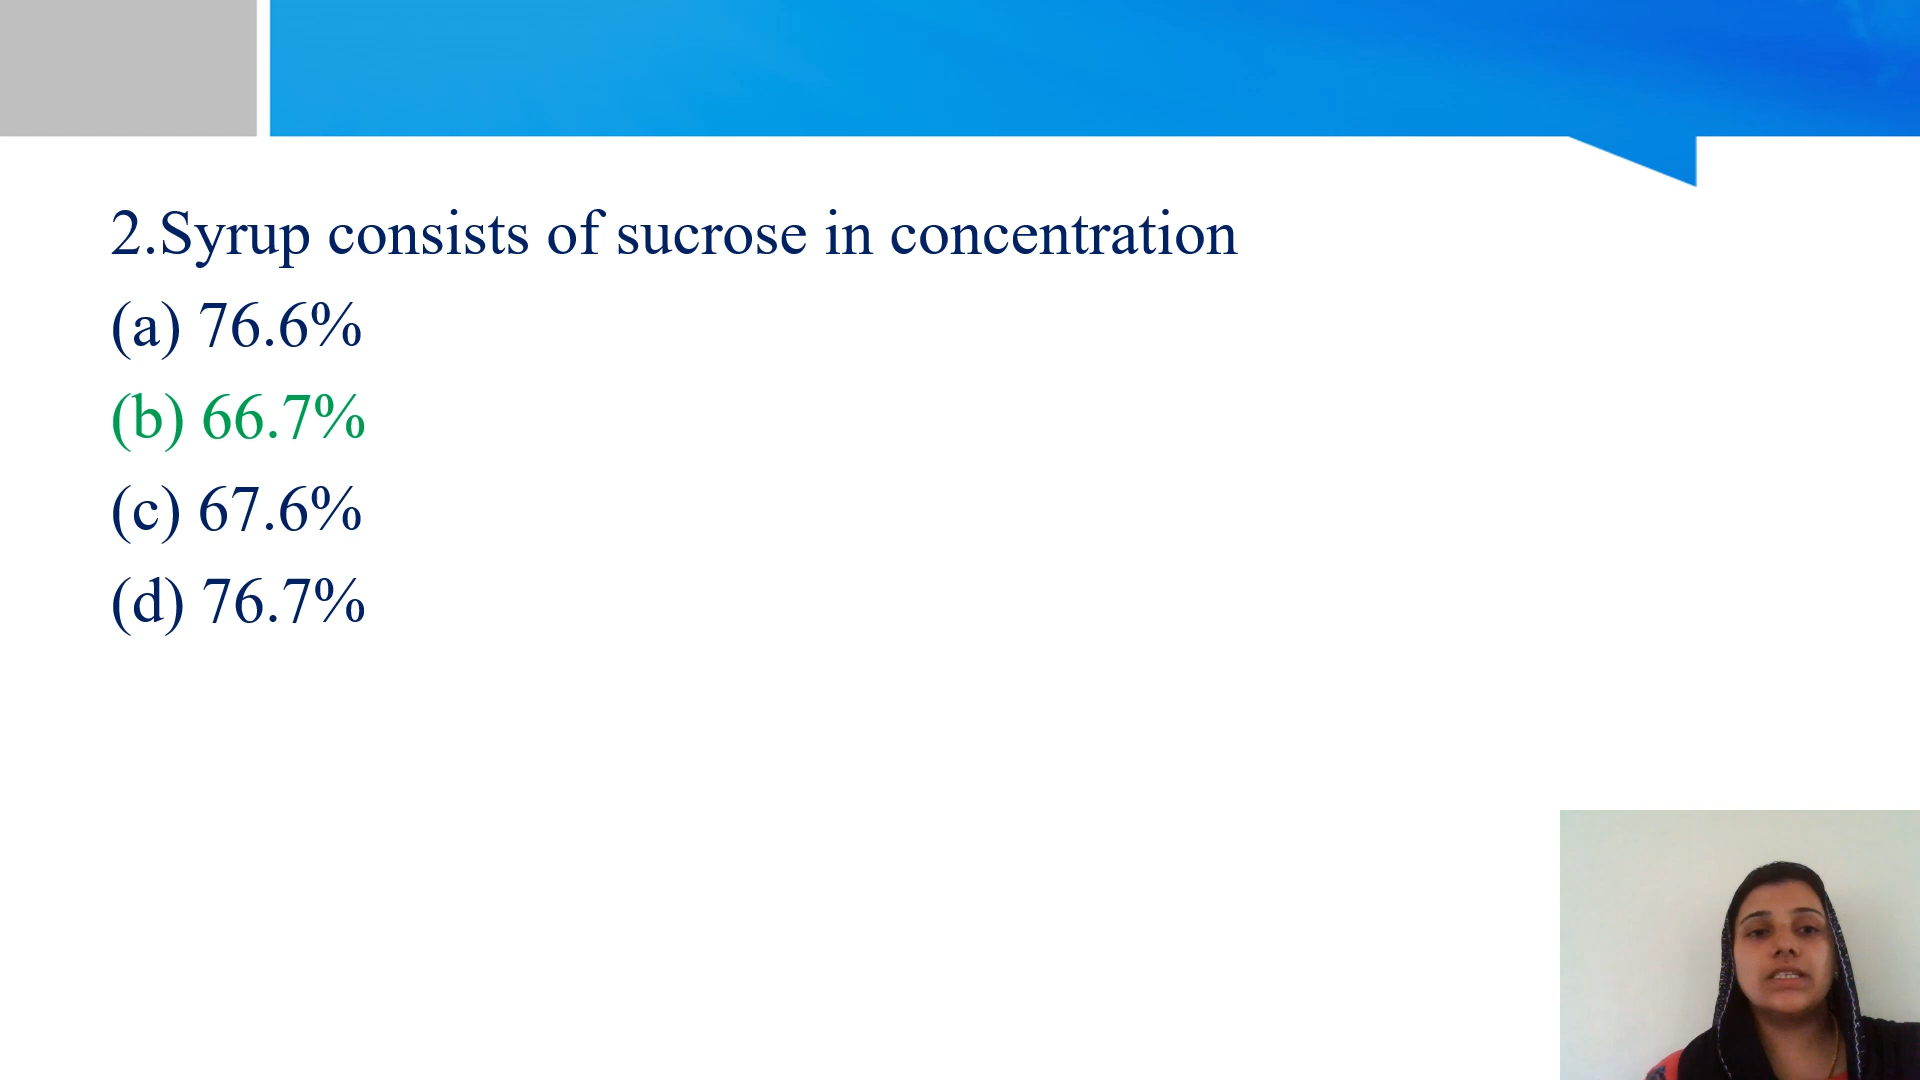 2.Syrup consists of sucrose in concentration
(a) 76.6%
(b) 66.7%
(c) 67.6%
(d) 76.7%